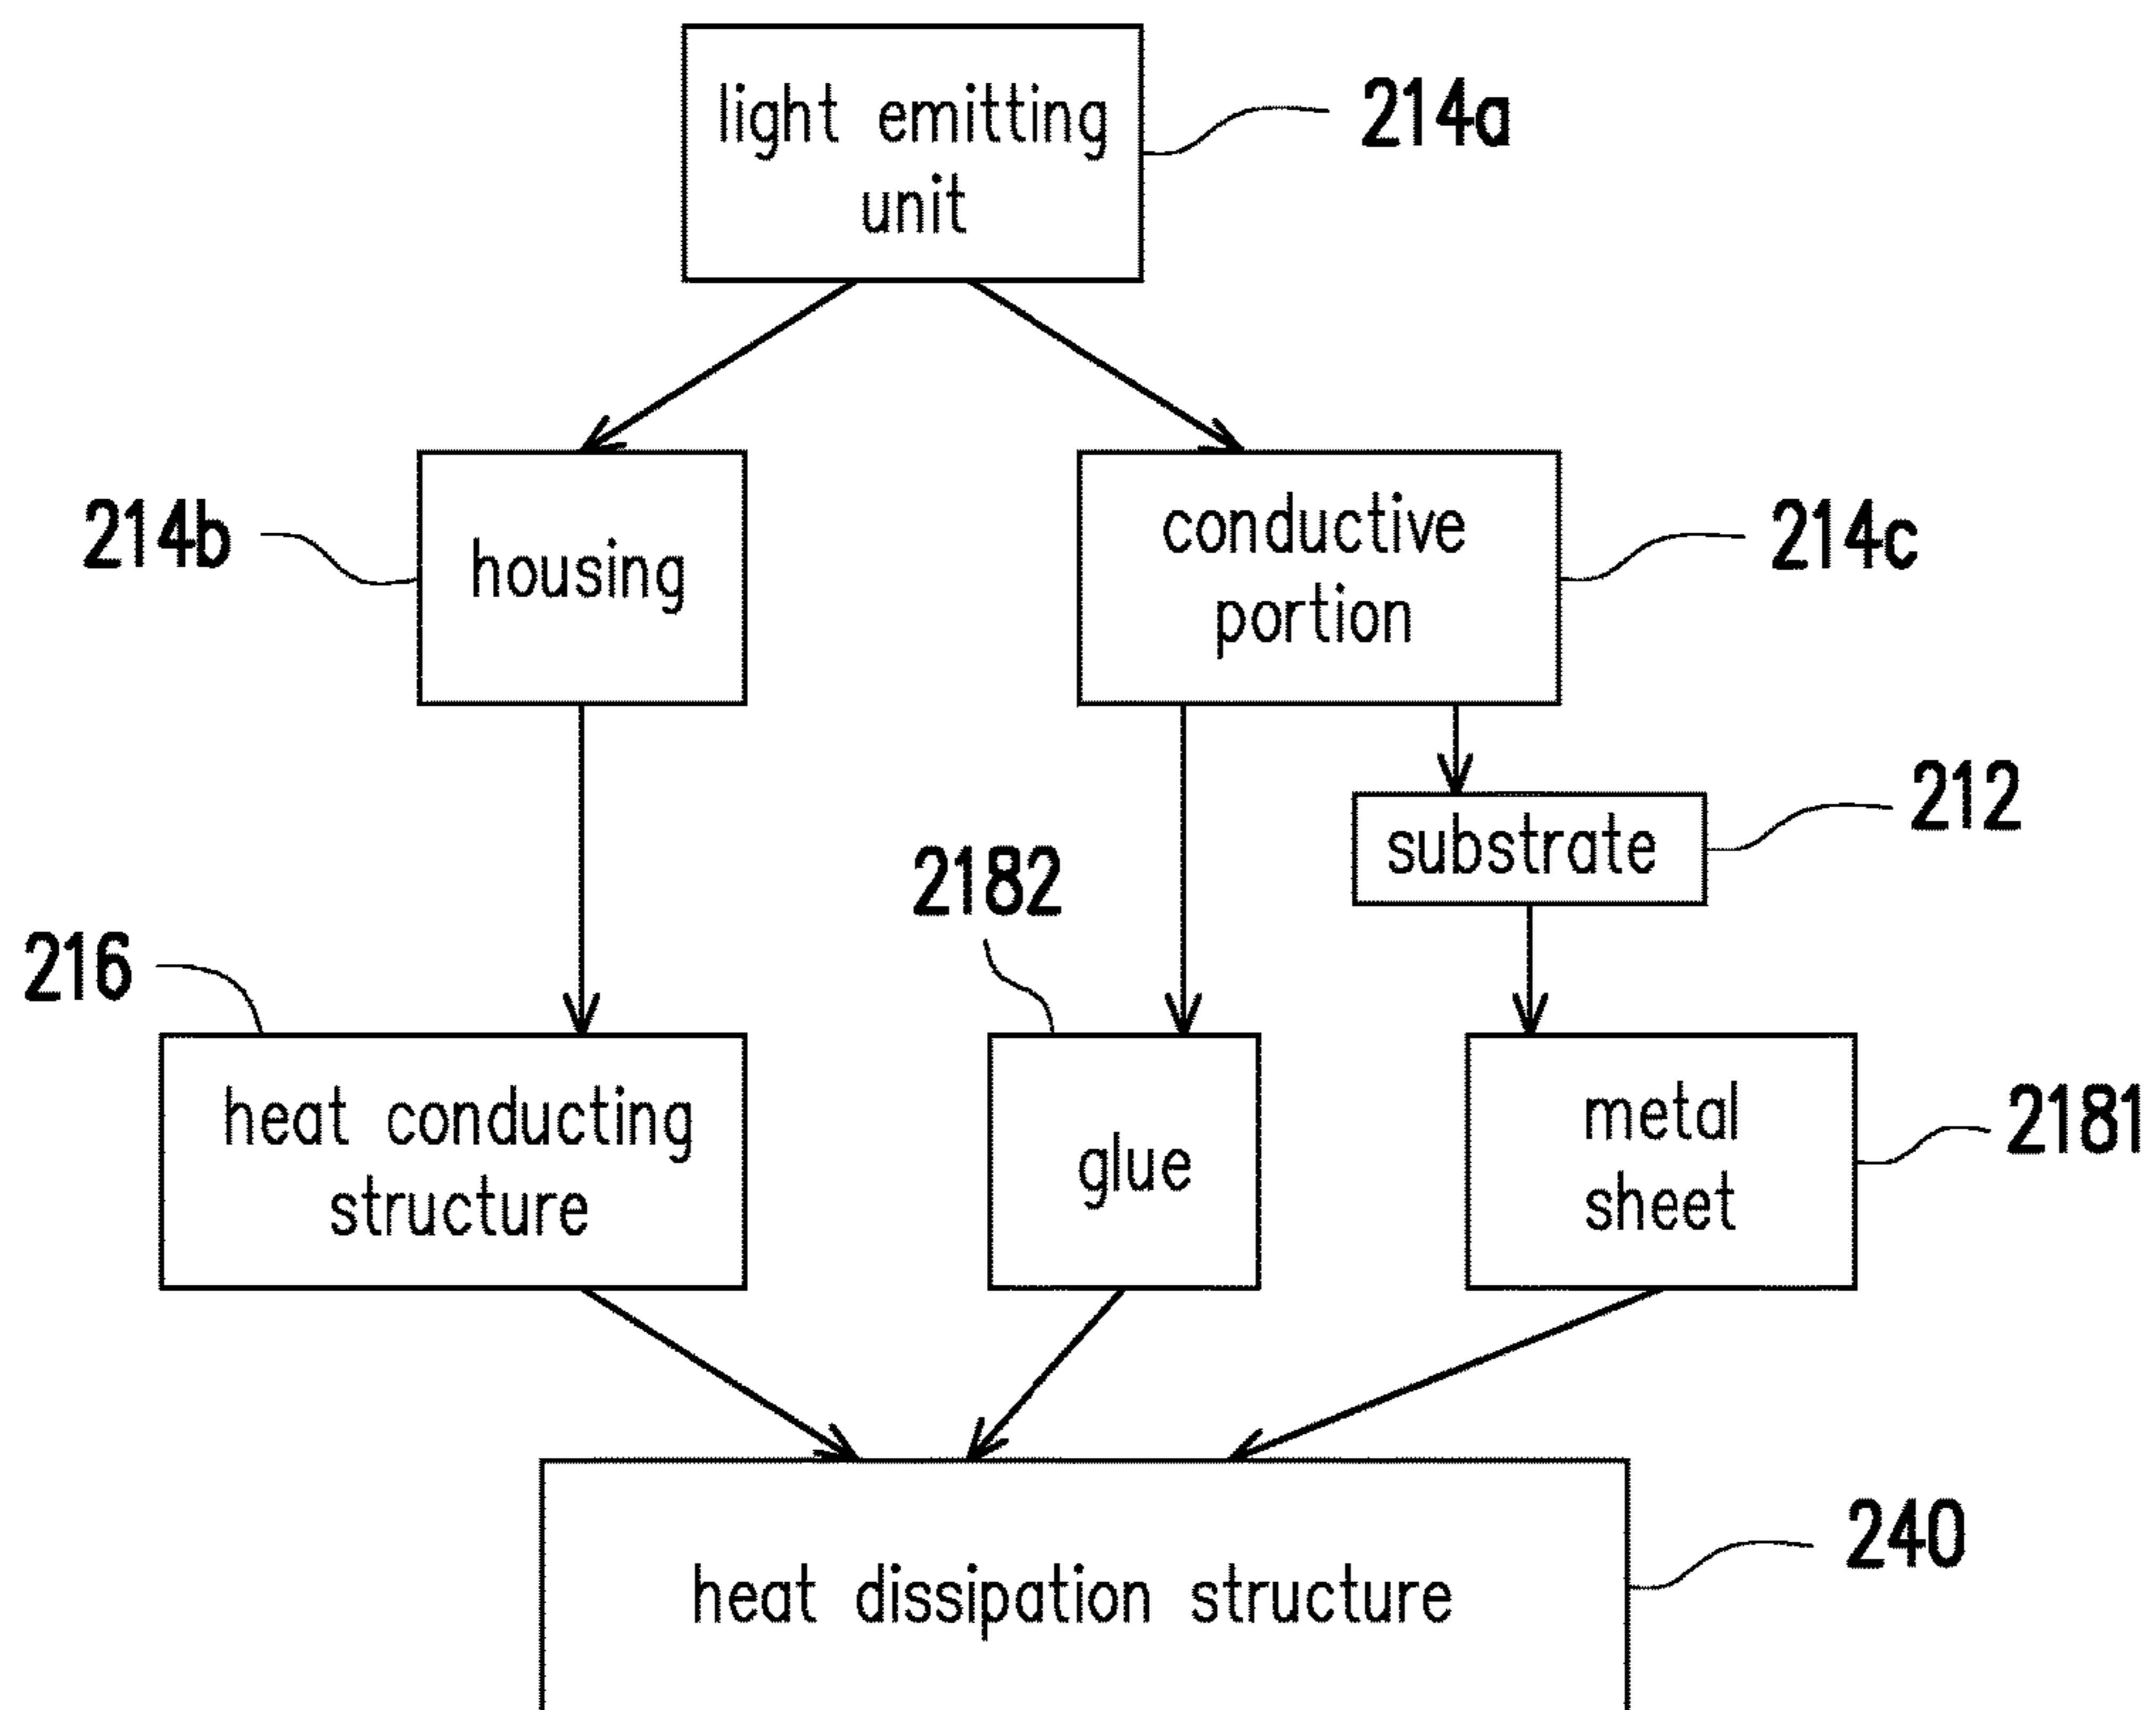 light emitting
unit
214a
214b
housing
conductive
portion
214c
substrate
212
2182
216
heat conducting
structure
glue
metal
sheet
2181
heat dissipation structure
240